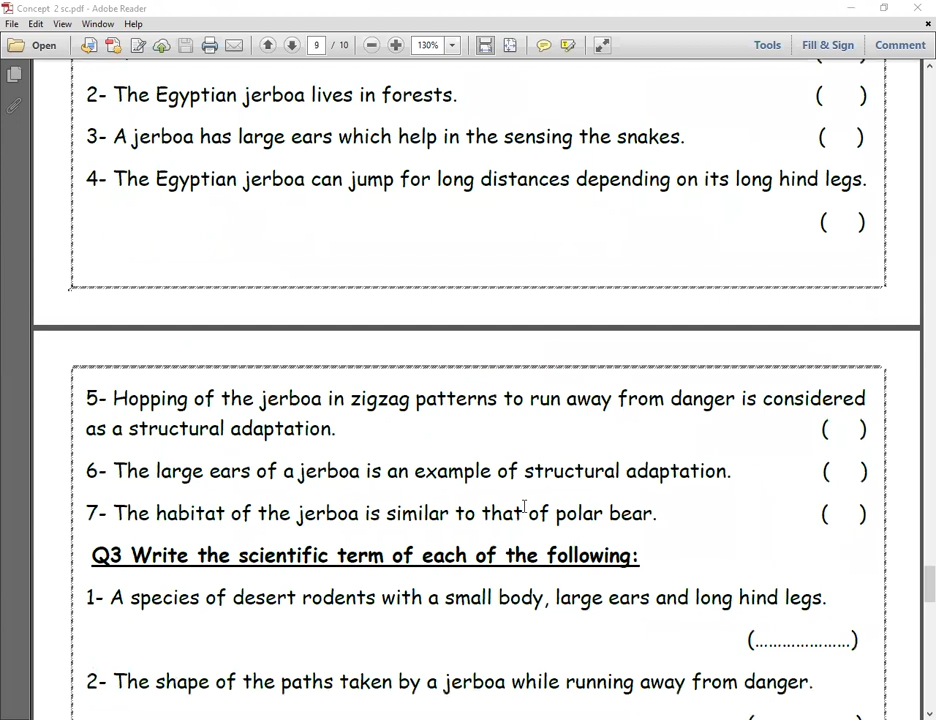 Concept 2 sc.pdf - Adobe Reader
File Edit View Window Help
Open 9 / 10 130% Tools Fill & Sign Comment
2- The Egyptian jerboa lives in forests. ( )
3- A jerboa has large ears which help in the sensing the snakes. ( )
4- The Egyptian jerboa can jump for long distances depending on its long hind legs.
( )
5- Hopping of the jerboa in zigzag patterns to run away from danger is considered
as a structural adaptation. ( )
6- The large ears of a jerboa is an example of structural adaptation. ( )
7- The habitat of the jerboa is similar to that of polar bear. ( )
Q3 Write the scientific term of each of the following:
1- A species of desert rodents with a small body, large ears and long hind legs.
(....................)
2- The shape of the paths taken by a jerboa while running away from danger.